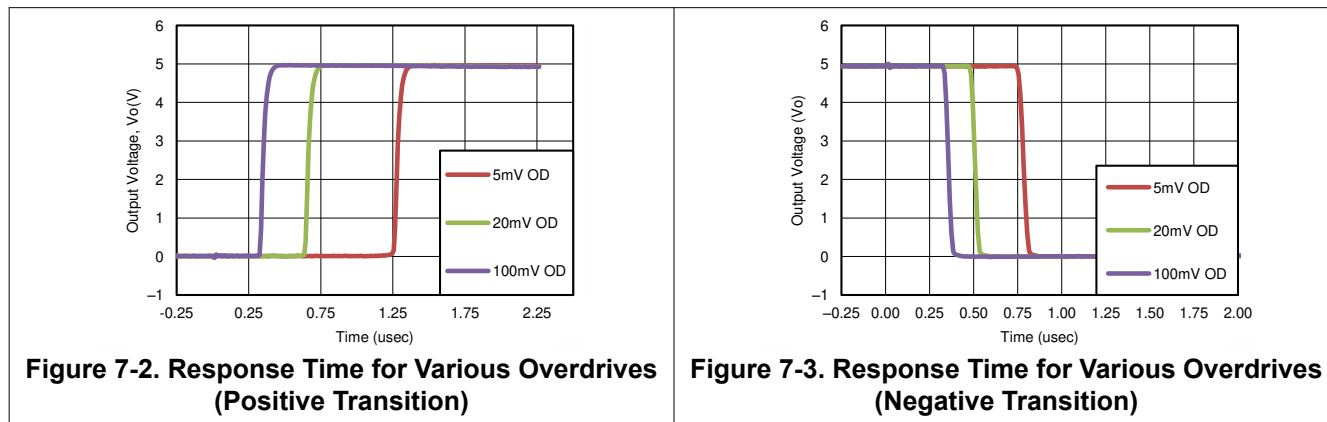 6
5
4
3
2
1
0
–1
Output Voltage, Vo(V)
5mV OD
20mV OD
100mV OD
-0.25 0.25 0.75 1.25 1.75 2.25
Time (usec)
Figure 7-2. Response Time for Various Overdrives
(Positive Transition)
6
5
4
3
2
1
0
–1
Output Voltage (Vo)
5mV OD
20mV OD
100mV OD
–0.25 0.00 0.25 0.50 0.75 1.00 1.25 1.50 1.75 2.00
Time (usec)
Figure 7-3. Response Time for Various Overdrives
(Negative Transition)